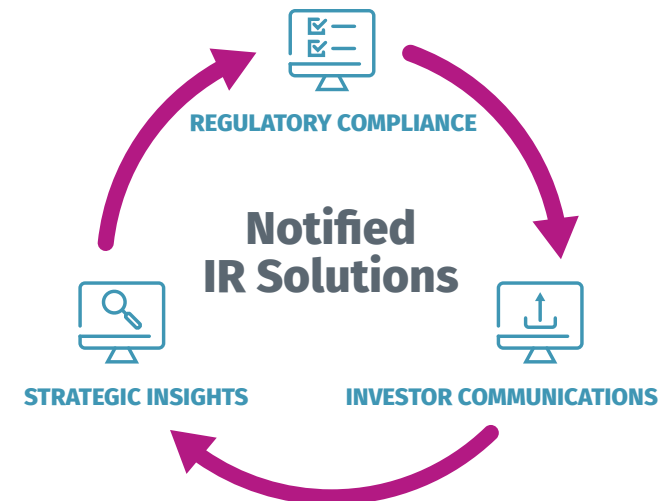 REGULATORY COMPLIANCE
Notified
IR Solutions
STRATEGIC INSIGHTS
INVESTOR COMMUNICATIONS